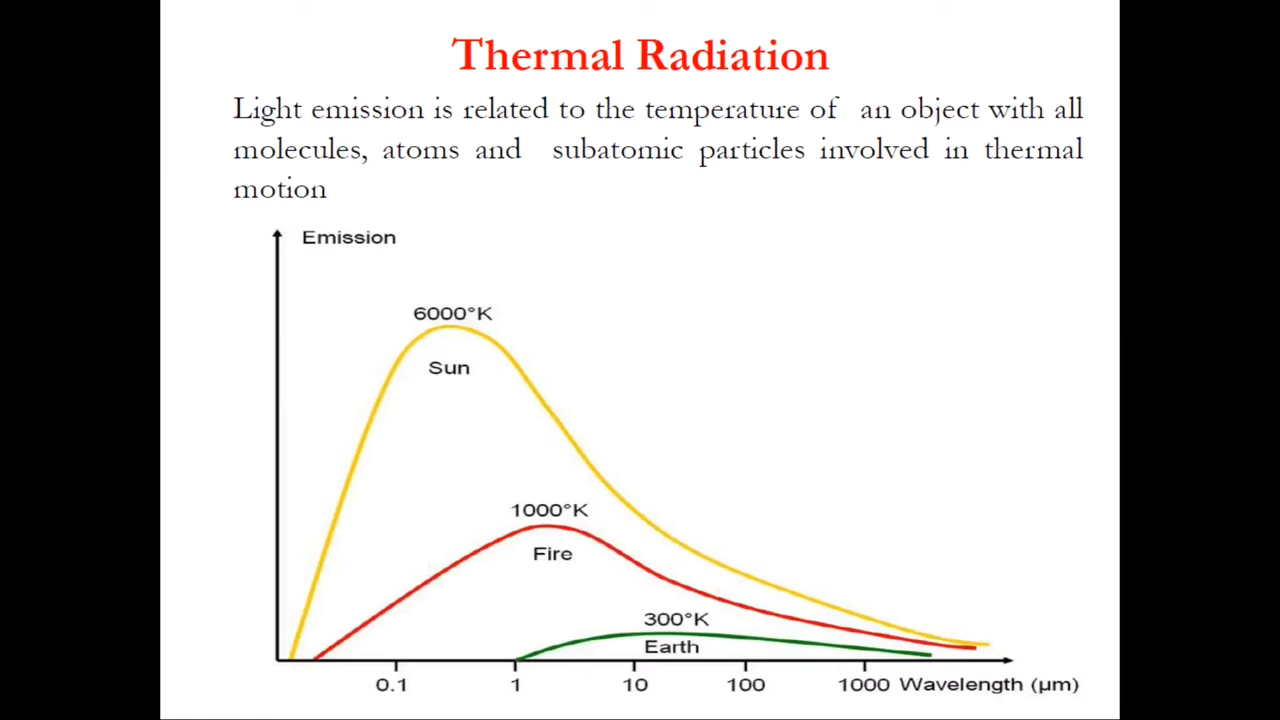 Thermal Radiation
Light emission is related to the temperature of an object with all
molecules, atoms and subatomic particles involved in thermal
motion
Emission
6000°K
Sun
1000°K
Fire
300°K
Earth
0.1 1 10 100 1000 Wavelength (µm)